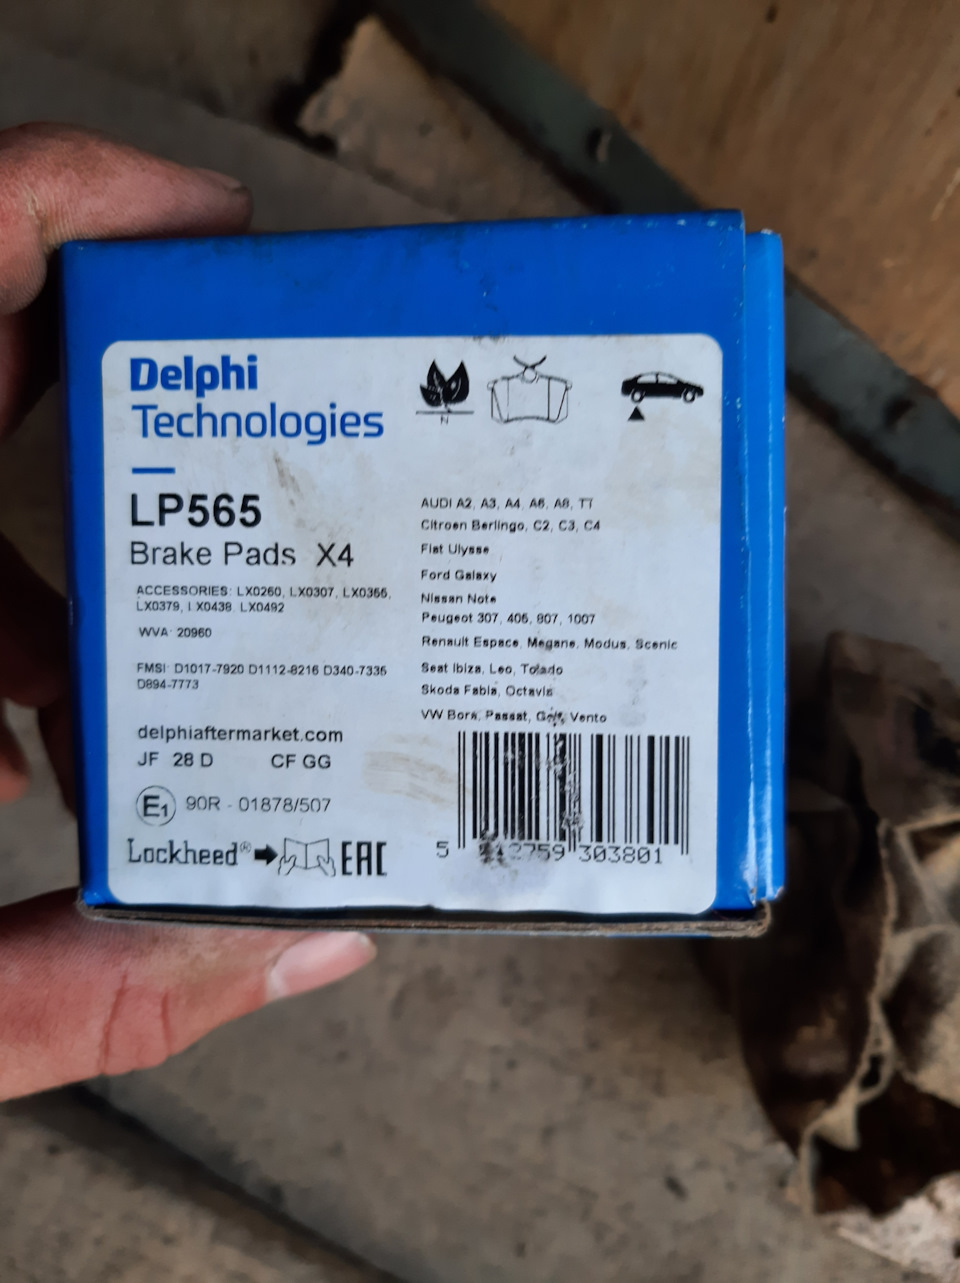 Delphi
Technologies
LP565
Brake Pads X4
ACCESSORIES: LX0260, LX0307, LX0355,
LX0379, LX0438, LX0492
WVA: 20960
FMSI: D1017-7920 D1112-8216 D340-7335
D894-7773
delphiaftermarket.com
JF 28 D CF GG
E1 90R - 01878/507
Lockheed® EAC
N
AUDI A2, A3, A4, A6, A8, TT
Citroen Berlingo, C2, C3, C4
Fiat Ulysse
Ford Galaxy
Nissan Note
Peugeot 307, 406, 807, 1007
Renault Espace, Megane, Modus, Scenic
Seat Ibiza, Leo, Toledo
Skoda Fabia, Octavia
VW Bora, Passat, Golf, Vento
5 303801